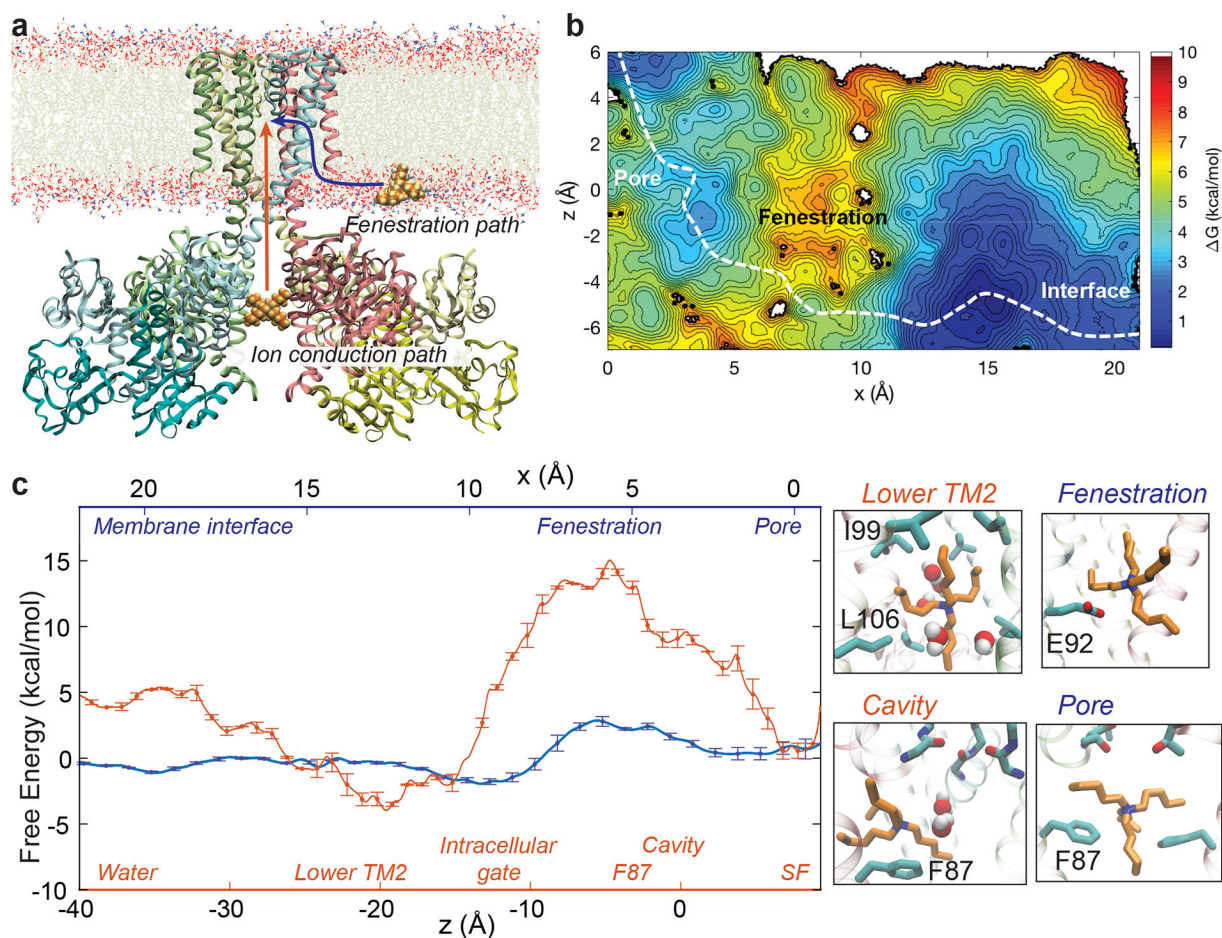 a
Fenestration path
Ion conduction path
b
6
4
2
0
-2
-4
-6
z (Å)
Pore
Fenestration
Interface
0
5
10
15
20
x (Å)
10
9
8
7
6
5
4
3
2
1
ΔG (kcal/mol)
c
x (Å)
20
15
10
5
0
Membrane interface
Fenestration
Pore
15
10
5
0
-5
-10
Free Energy (kcal/mol)
Water
Lower TM2
Intracellular
gate
Cavity
F87
SF
-40
-30
-20
-10
0
z (Å)
Lower TM2
I99
L106
Fenestration
E92
Cavity
F87
Pore
F87